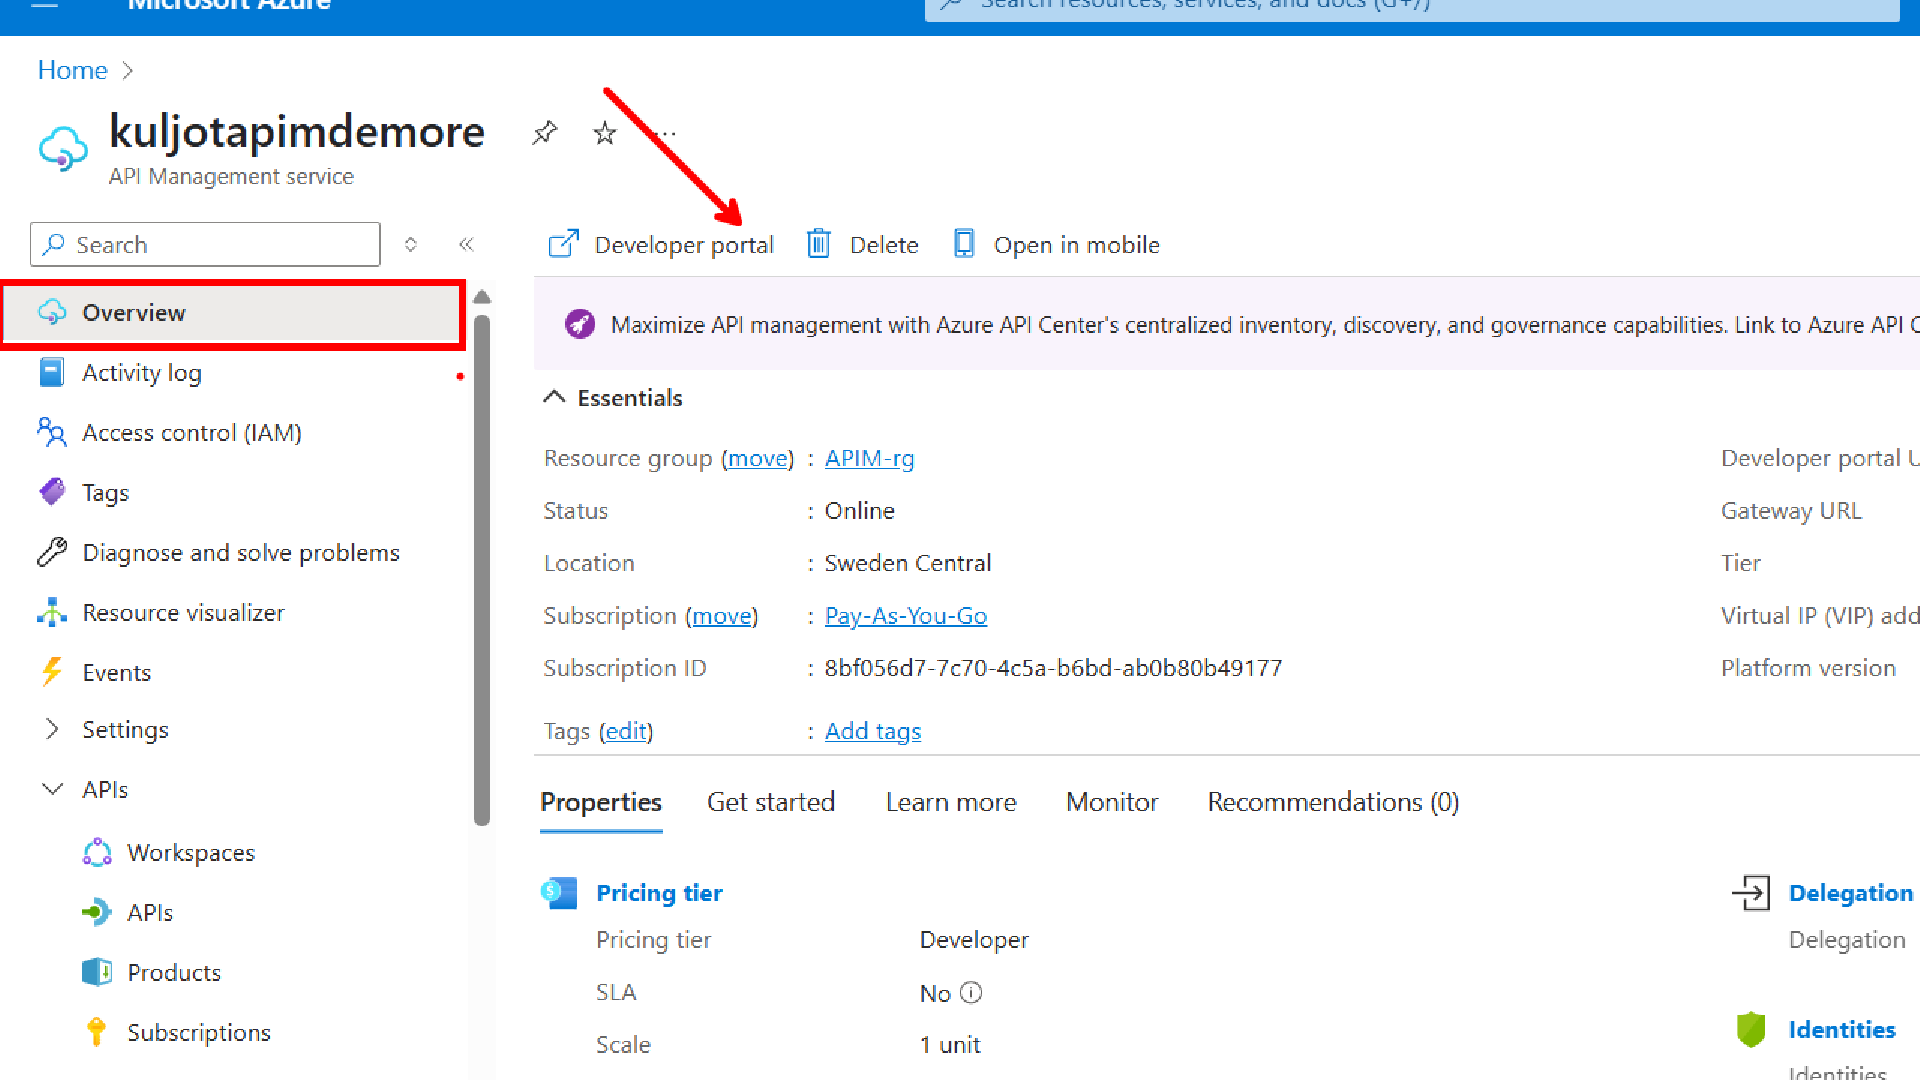 Microsoft Azure
Search resources, services, and docs (G+/)
Home
kuljotapimdemore
API Management service
Search
Developer portal
Delete
Open in mobile
Overview
Activity log
Access control (IAM)
Tags
Diagnose and solve problems
Resource visualizer
Events
Settings
APIs
Workspaces
APIs
Products
Subscriptions
Maximize API management with Azure API Center's centralized inventory, discovery, and governance capabilities. Link to Azure API C
Essentials
Resource group (move) : APIM-rg
Status : Online
Location : Sweden Central
Subscription (move) : Pay-As-You-Go
Subscription ID : 8bf056d7-7c70-4c5a-b6bd-ab0b80b49177
Tags (edit) : Add tags
Developer portal U
Gateway URL
Tier
Virtual IP (VIP) add
Platform version
Properties
Get started
Learn more
Monitor
Recommendations (0)
Pricing tier
Pricing tier Developer
SLA No
Scale 1 unit
Delegation
Delegation
Identities
Identities